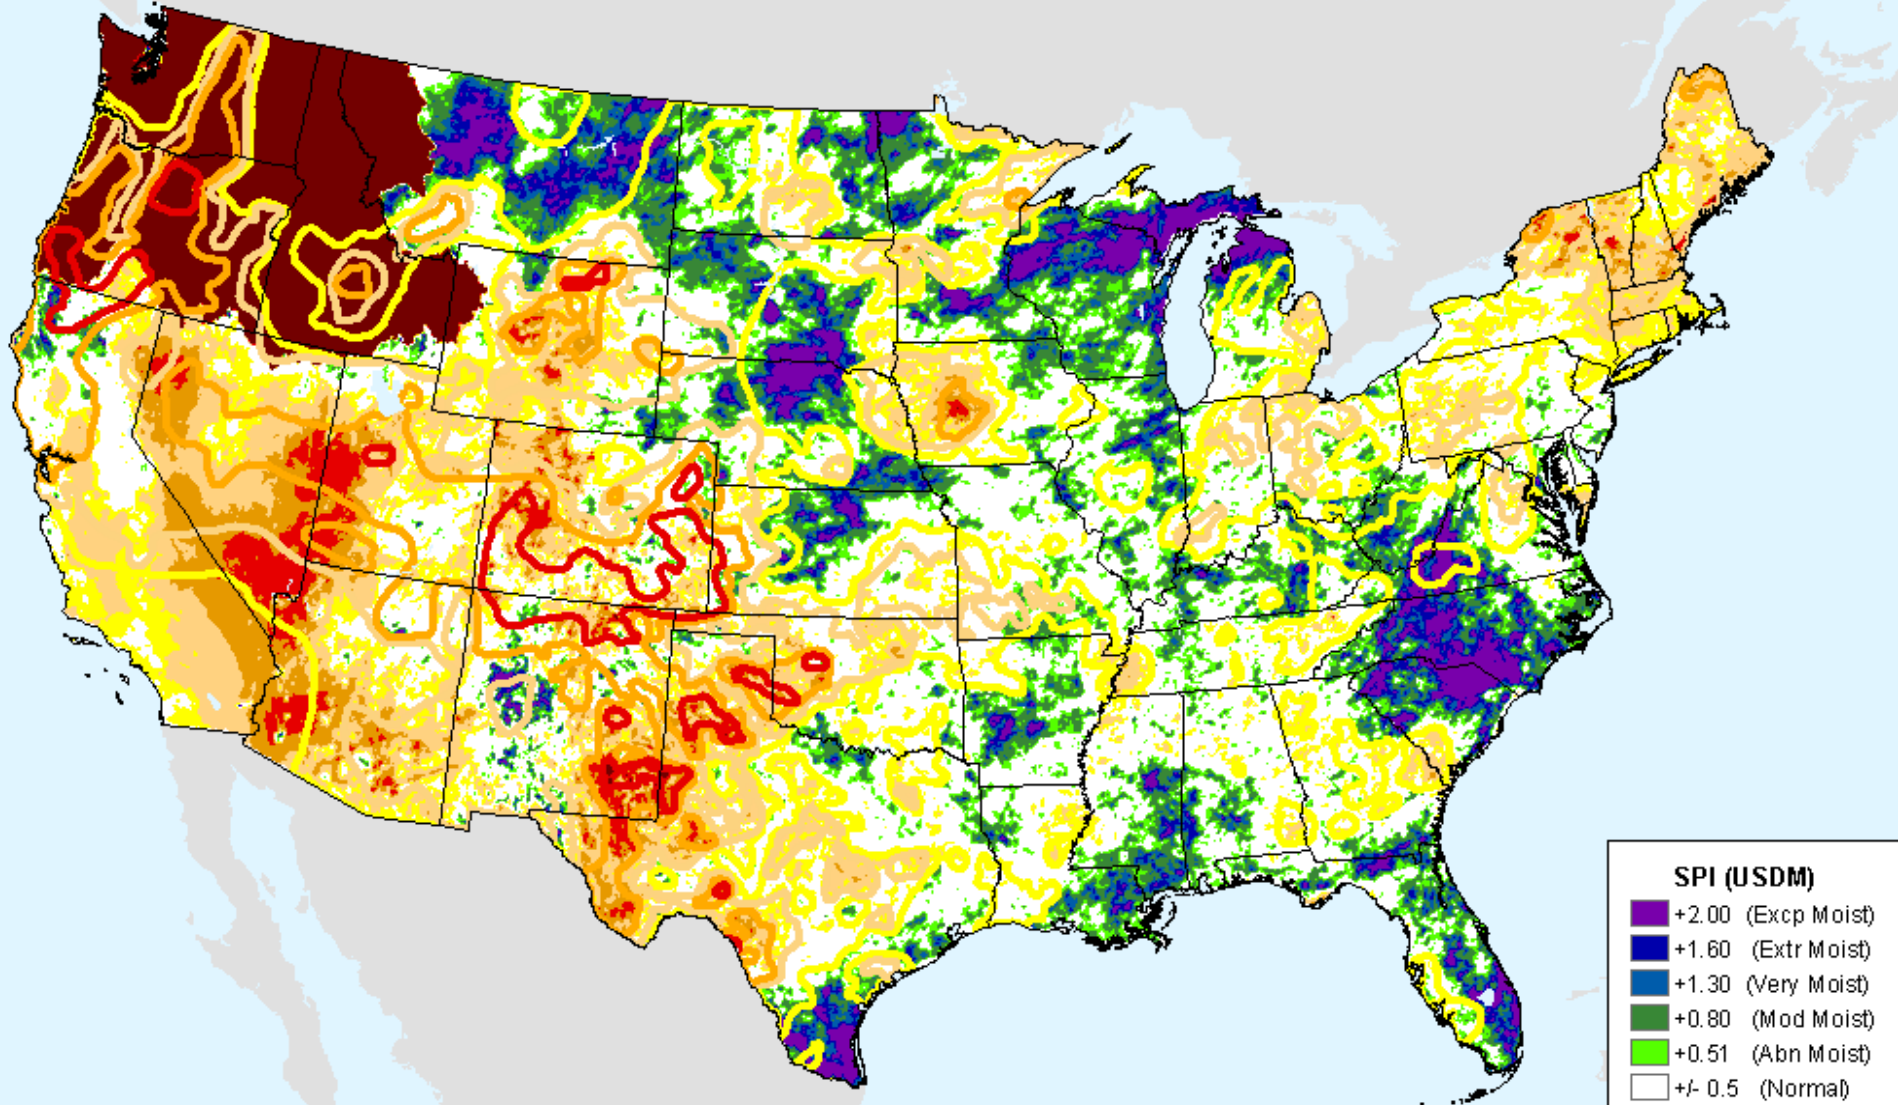 SPI (USDM)
+2.00 (Excp Moist)
+1.60 (Extr Moist)
+1.30 (Very Moist)
+0.80 (Mod Moist)
+0.51 (Abn Moist)
+/- 0.5 (Normal)